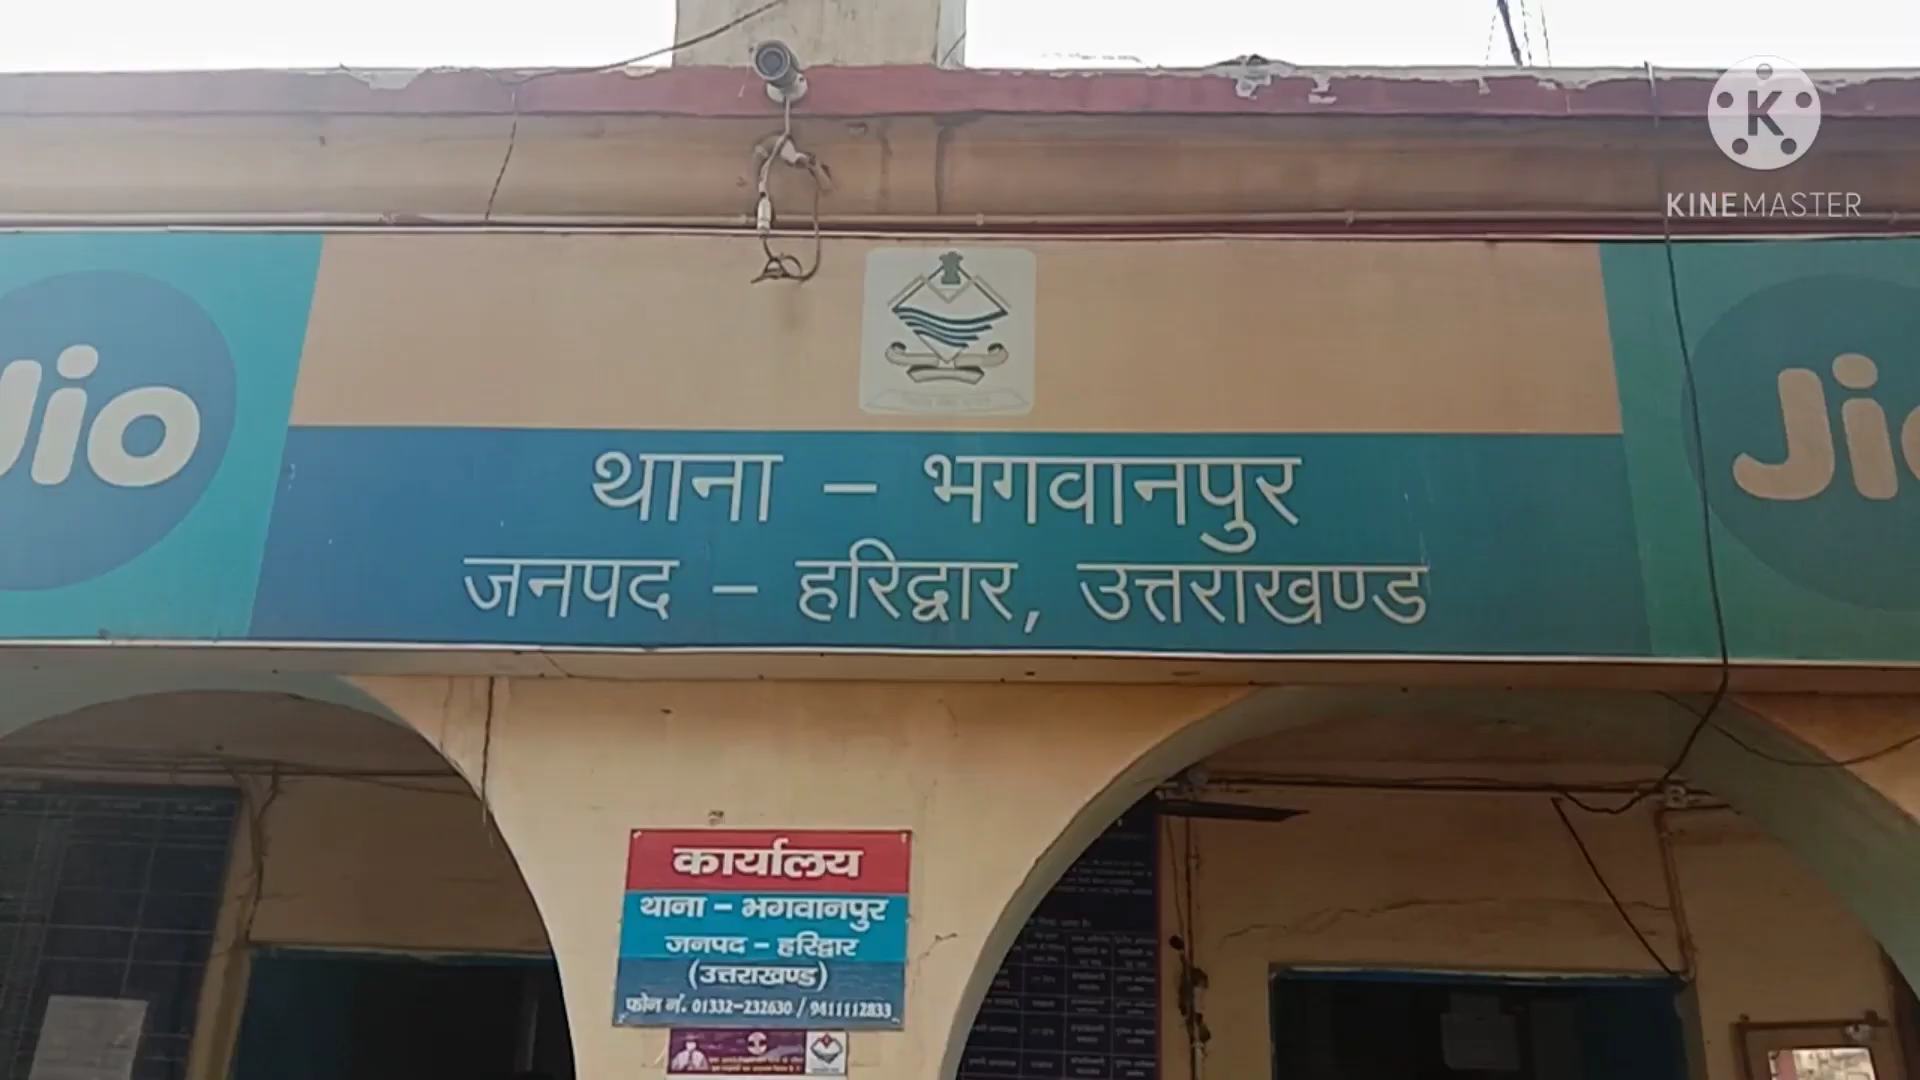 KINEMASTER
Jio
थाना – भगवानपुर
जनपद – हरिद्वार, उत्तराखण्ड
कार्यालय
थाना – भगवानपुर
जनपद – हरिद्वार
(उत्तराखण्ड)
फोन नं. 01332-232630 / 9411112833